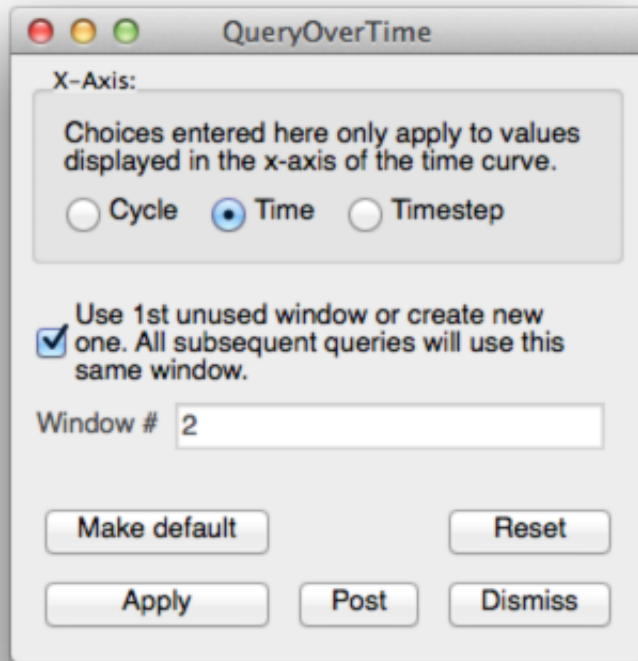 QueryOverTime
X-Axis:
Choices entered here only apply to values
displayed in the x-axis of the time curve.
Cycle Time Timestep
Use 1st unused window or create new
one. All subsequent queries will use this
same window.
Window # 2
Make default Reset
Apply Post Dismiss